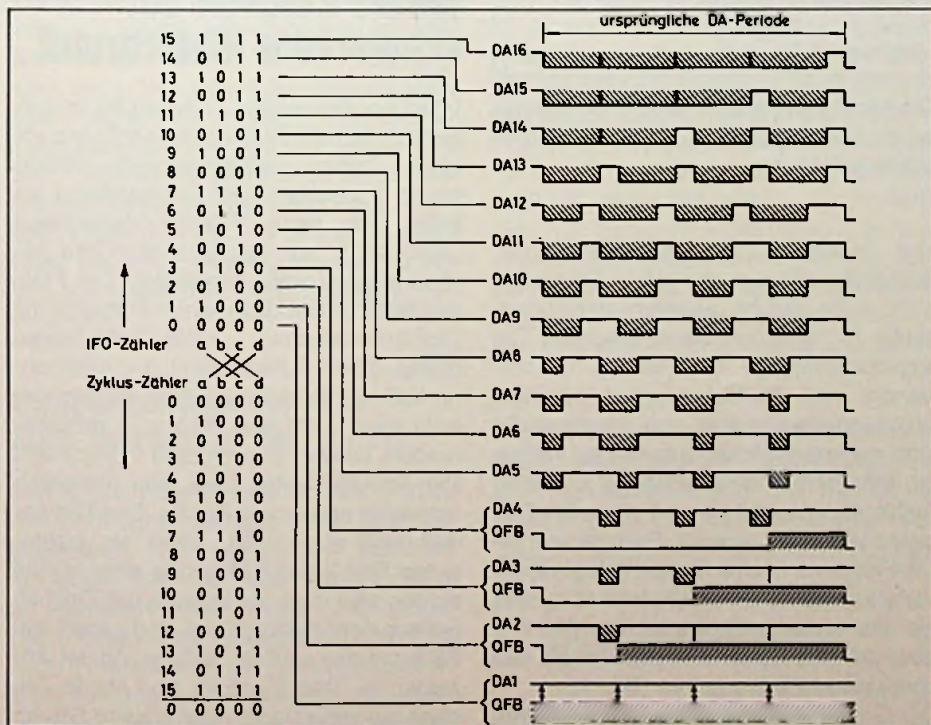 ursprüngliche DA-Periode
15 1 1 1 1
14 0 1 1 1
13 1 0 1 1
12 0 0 1 1
11 1 1 0 1
10 0 1 0 1
9 1 0 0 1
8 0 0 0 1
7 1 1 1 0
6 0 1 1 0
5 1 0 1 0
4 0 0 1 0
3 1 1 0 0
2 0 1 0 0
1 1 0 0 0
0 0 0 0 0
IFO-Zähler a b c d
Zyklus-Zähler a b c d
0 0 0 0 0
1 1 0 0 0
2 0 1 0 0
3 1 1 0 0
4 0 0 1 0
5 1 0 1 0
6 0 1 1 0
7 1 1 1 0
8 0 0 0 1
9 1 0 0 1
10 0 1 0 1
11 1 1 0 1
12 0 0 1 1
13 1 0 1 1
14 0 1 1 1
15 1 1 1 1
0 0 0 0 0
DA16
DA15
DA14
DA13
DA12
DA11
DA10
DA9
DA8
DA7
DA6
DA5
DA4
QFB
DA3
QFB
DA2
QFB
DA1
QFB